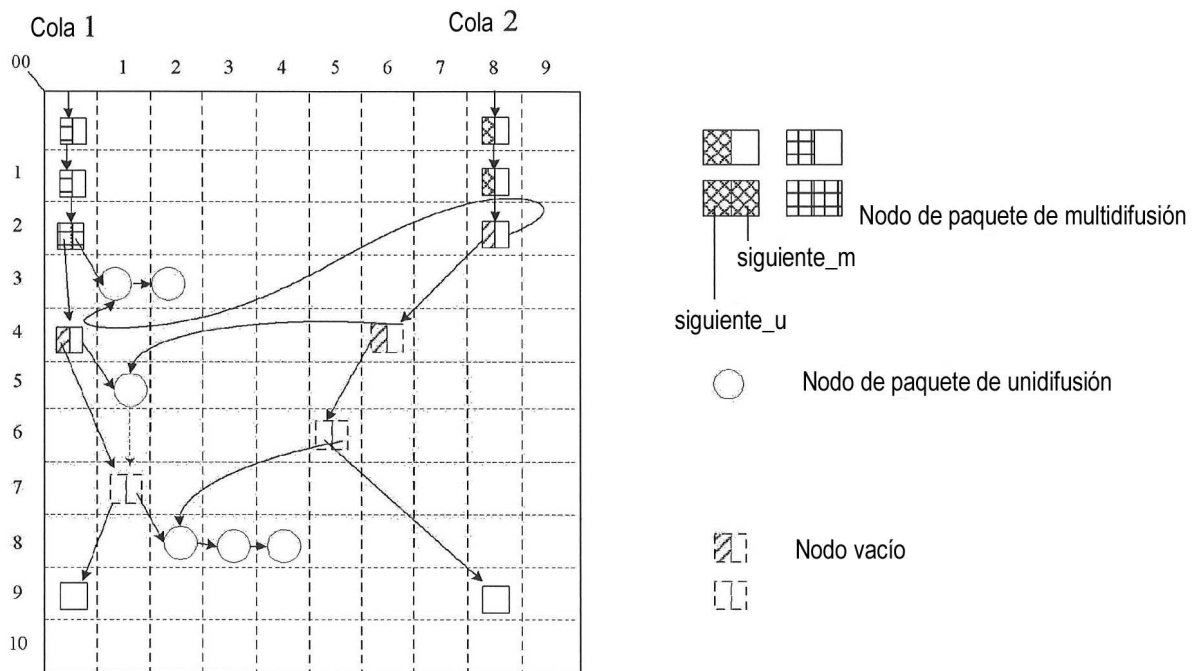 Cola 1
Cola 2
00 1 2 3 4 5 6 7 8 9
1
2
3
4
5
6
7
8
9
10
Nodo de paquete de multidifusión
siguiente_m
siguiente_u
Nodo de paquete de unidifusión
Nodo vacío